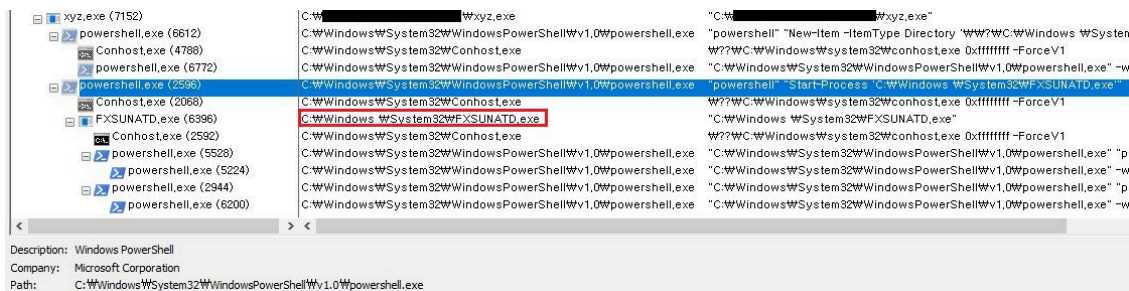 xyz,exe (7152) C:₩ ₩xyz,exe "C:₩ ₩xyz,exe"
powershell,exe (6612) C:₩Windows₩System32₩WindowsPowerShell₩v1,0₩powershell,exe "powershell" "New-Item -ItemType Directory '₩₩?₩C:₩Windows ₩System
Conhost,exe (4788) C:₩Windows₩System32₩Conhost,exe ₩??₩C:₩Windows₩system32₩conhost,exe 0xffffffff -ForceV1
powershell,exe (6772) C:₩Windows₩System32₩WindowsPowerShell₩v1,0₩powershell,exe "C:₩Windows₩System32₩WindowsPowerShell₩v1,0₩powershell,exe" -w
powershell,exe (2596) C:₩Windows₩System32₩WindowsPowerShell₩v1,0₩powershell,exe "powershell" "Start-Process 'C:₩Windows ₩System32₩FXSUNATD,exe'"
Conhost,exe (2068) C:₩Windows₩System32₩Conhost,exe ₩??₩C:₩Windows₩system32₩conhost,exe 0xffffffff -ForceV1
FXSUNATD,exe (6396) C:₩Windows ₩System32₩FXSUNATD,exe "C:₩Windows ₩System32₩FXSUNATD,exe"
Conhost,exe (2592) C:₩Windows₩System32₩Conhost,exe ₩??₩C:₩Windows₩system32₩conhost,exe 0xffffffff -ForceV1
powershell,exe (5528) C:₩Windows₩System32₩WindowsPowerShell₩v1,0₩powershell,exe "C:₩Windows₩System32₩WindowsPowerShell₩v1,0₩powershell,exe" "p
powershell,exe (5224) C:₩Windows₩System32₩WindowsPowerShell₩v1,0₩powershell,exe "C:₩Windows₩System32₩WindowsPowerShell₩v1,0₩powershell,exe" -w
powershell,exe (2944) C:₩Windows₩System32₩WindowsPowerShell₩v1,0₩powershell,exe "C:₩Windows₩System32₩WindowsPowerShell₩v1,0₩powershell,exe" "p
powershell,exe (6200) C:₩Windows₩System32₩WindowsPowerShell₩v1,0₩powershell,exe "C:₩Windows₩System32₩WindowsPowerShell₩v1,0₩powershell,exe" -w
Description: Windows PowerShell
Company: Microsoft Corporation
Path: C:₩Windows₩System32₩WindowsPowerShell₩v1.0₩powershell.exe